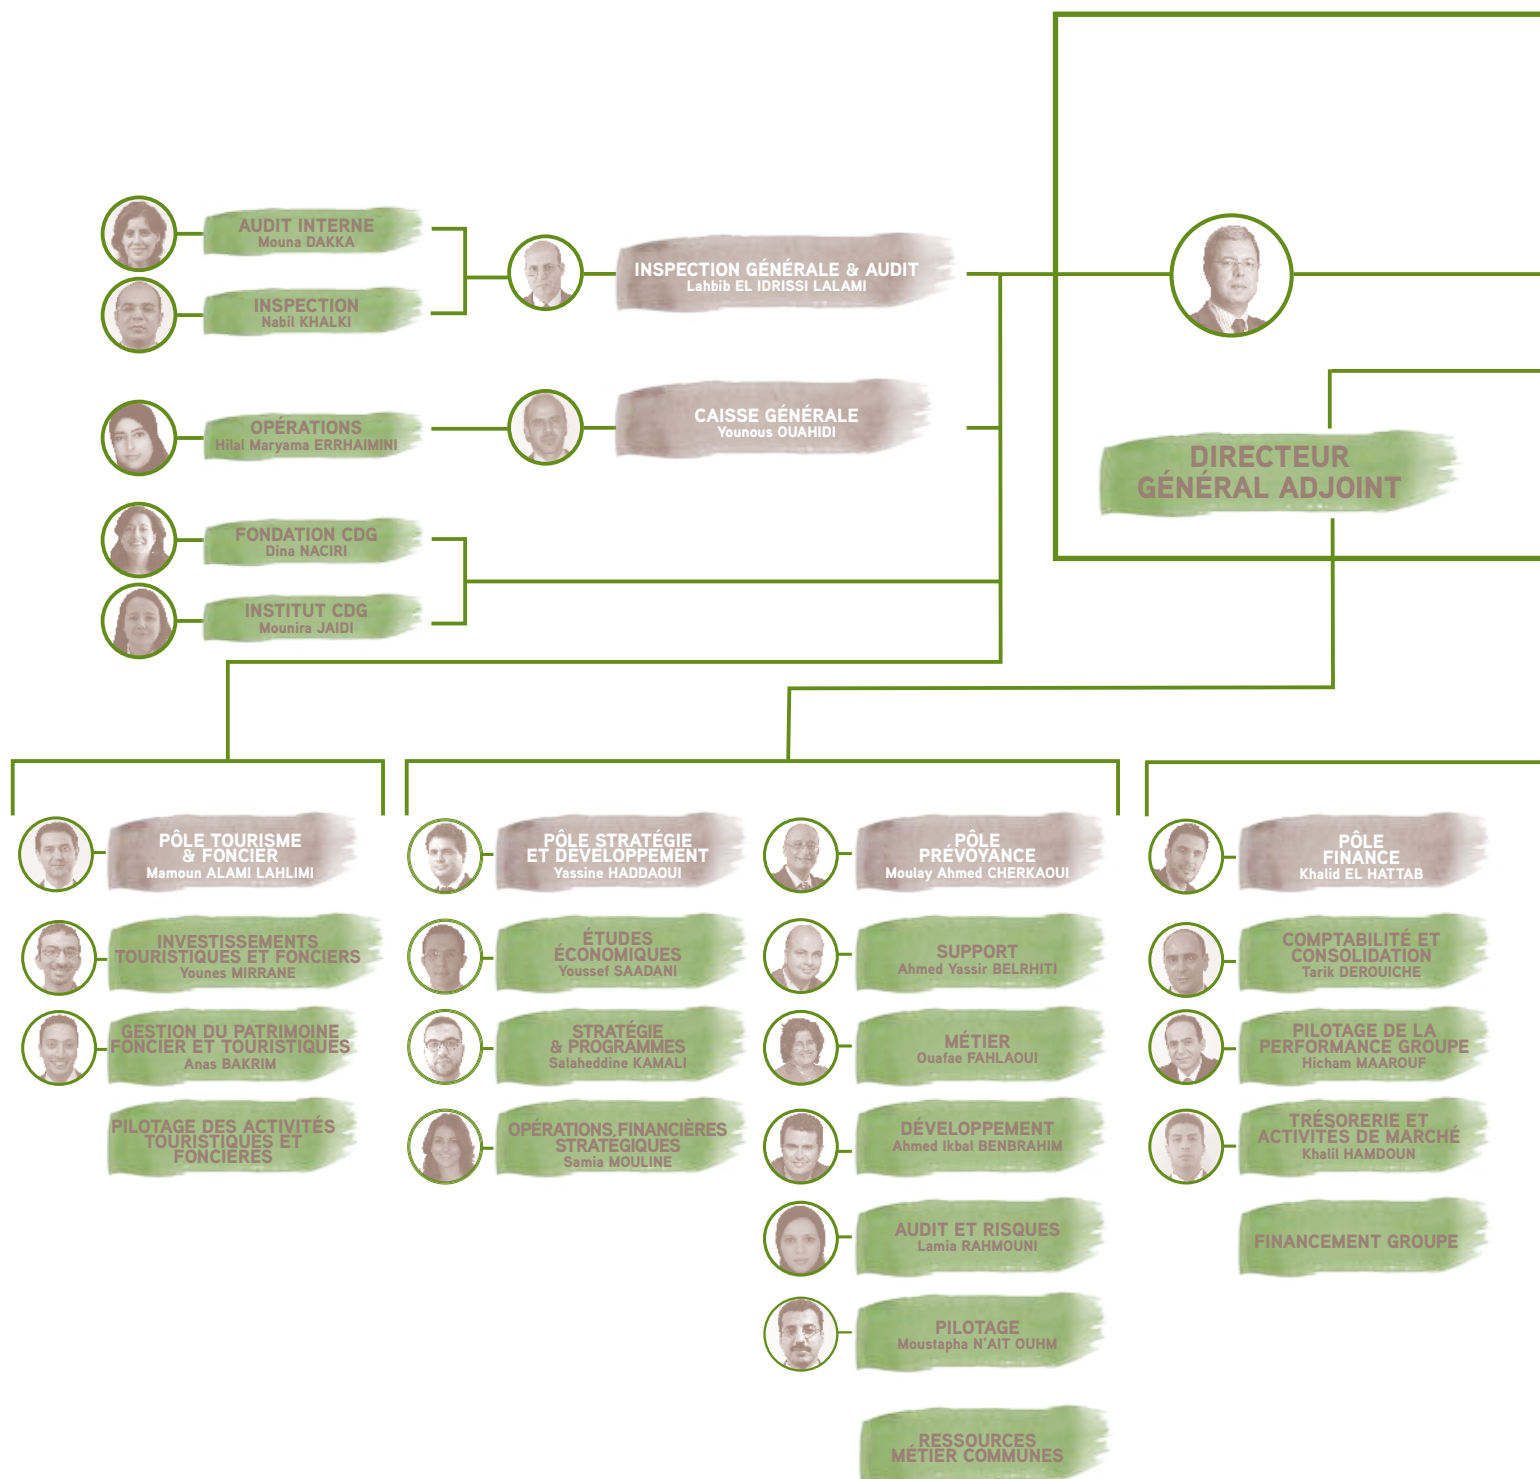 AUDIT INTERNE
Mouna DAKKA
INSPECTION
Nabil KHALKI
INSPECTION GÉNÉRALE & AUDIT
Lahbib EL IDRISSI LALAMI
OPÉRATIONS
Hilal Maryama ERRHAIMINI
CAISSE GÉNÉRALE
Younous OUAHIDI
DIRECTEUR
GÉNÉRAL ADJOINT
FONDATION CDG
Dina NACIRI
INSTITUT CDG
Mounira JAIDI
PÔLE TOURISME
& FONCIER
Mamoun ALAMI LAHLIMI
INVESTISSEMENTS
TOURISTIQUES ET FONCIERS
Younes MIRRANE
GESTION DU PATRIMOINE
FONCIER ET TOURISTIQUES
Anas BAKRIM
PILOTAGE DES ACTIVITÉS
TOURISTIQUES ET
FONCIÈRES
PÔLE STRATÉGIE
ET DÉVELOPPEMENT
Yassine HADDAOUI
ÉTUDES
ÉCONOMIQUES
Youssef SAADANI
STRATÉGIE
& PROGRAMMES
Salaheddine KAMALI
OPÉRATIONS FINANCIÈRES
STRATÉGIQUES
Samia MOULINE
PÔLE
PRÉVOYANCE
Moulay Ahmed CHERKAOUI
SUPPORT
Ahmed Yassir BELRHITI
MÉTIER
Ouafae FAHLAOUI
DÉVELOPPEMENT
Ahmed Ikbal BENBRAHIM
AUDIT ET RISQUES
Lamia RAHMOUNI
PILOTAGE
Moustapha N'AIT OUHM
RESSOURCES
MÉTIER COMMUNES
PÔLE
FINANCE
Khalid EL HATTAB
COMPTABILITÉ ET
CONSOLIDATION
Tarik DEROUICHE
PILOTAGE DE LA
PERFORMANCE GROUPE
Hicham MAAROUF
TRÉSORERIE ET
ACTIVITÉS DE MARCHÉ
Khalil HAMDOUN
FINANCEMENT GROUPE